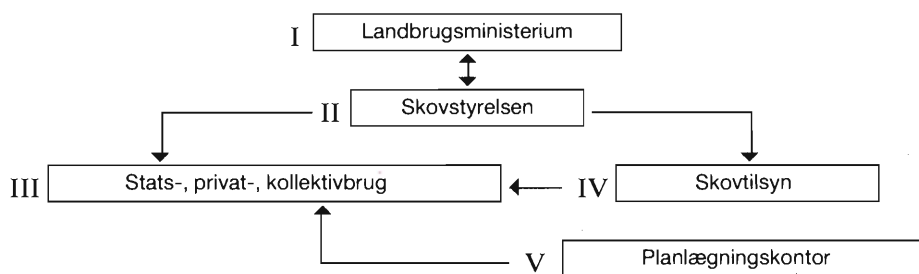 I Landbrugsministerium
II Skovstyrelsen
III Stats-, privat-, kollektivbrug
IV Skovtilsyn
V Planlægningskontor